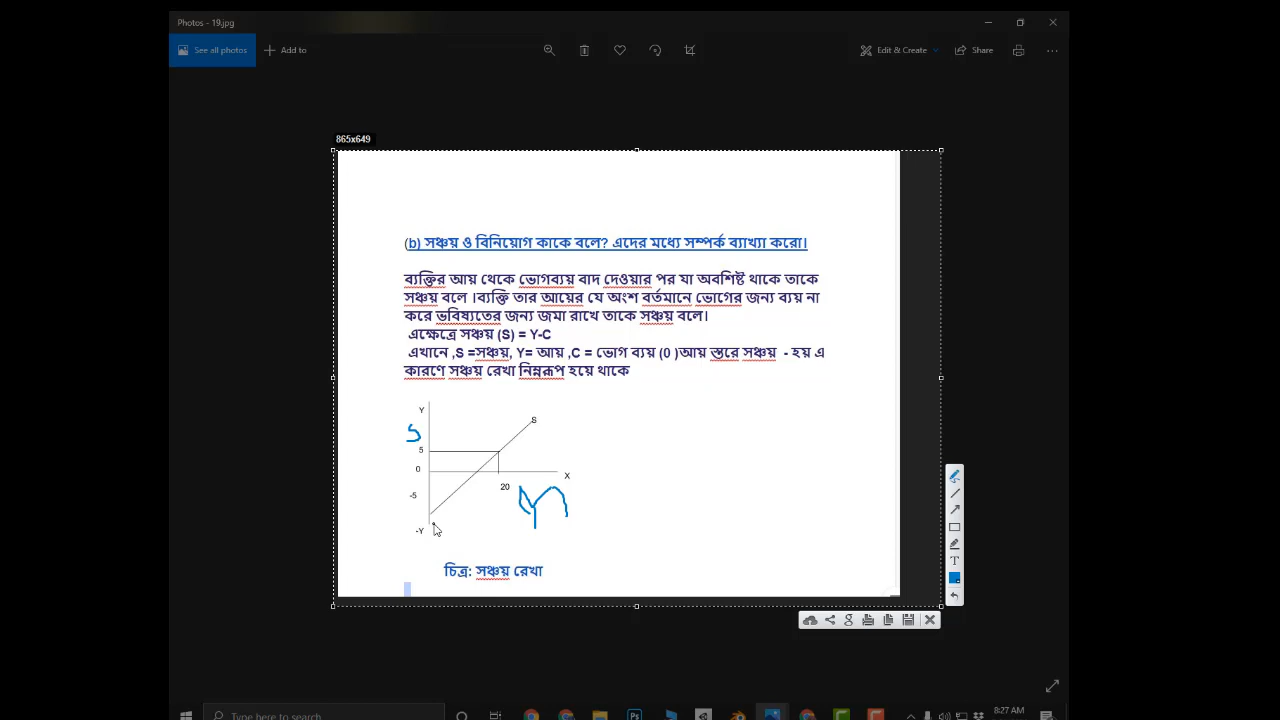 Photos - 19.jpg
See all photos
Add to
Edit & Create
Share
865x649
(b) সঞ্চয় ও বিনিয়োগ কাকে বলে? এদের মধ্যে সম্পর্ক ব্যাখ্যা করো।
ব্যক্তির আয় থেকে ভোগব্যয় বাদ দেওয়ার পর যা অবশিষ্ট থাকে তাকে
সঞ্চয় বলে ।ব্যক্তি তার আয়ের যে অংশ বর্তমানে ভোগের জন্য ব্যয় না
করে ভবিষ্যতের জন্য জমা রাখে তাকে সঞ্চয় বলে।
এক্ষেত্রে সঞ্চয় (S) = Y-C
এখানে ,S =সঞ্চয়, Y= আয় ,C = ভোগ ব্যয় (0 )আয় স্তরে সঞ্চয় - হয় এ
কারণে সঞ্চয় রেখা নিম্নরূপ হয়ে থাকে
Y
S
S
5
0
X
20
Y
-5
-Y
চিত্র: সঞ্চয় রেখা
T
Type here to search
Ps
8:27 AM